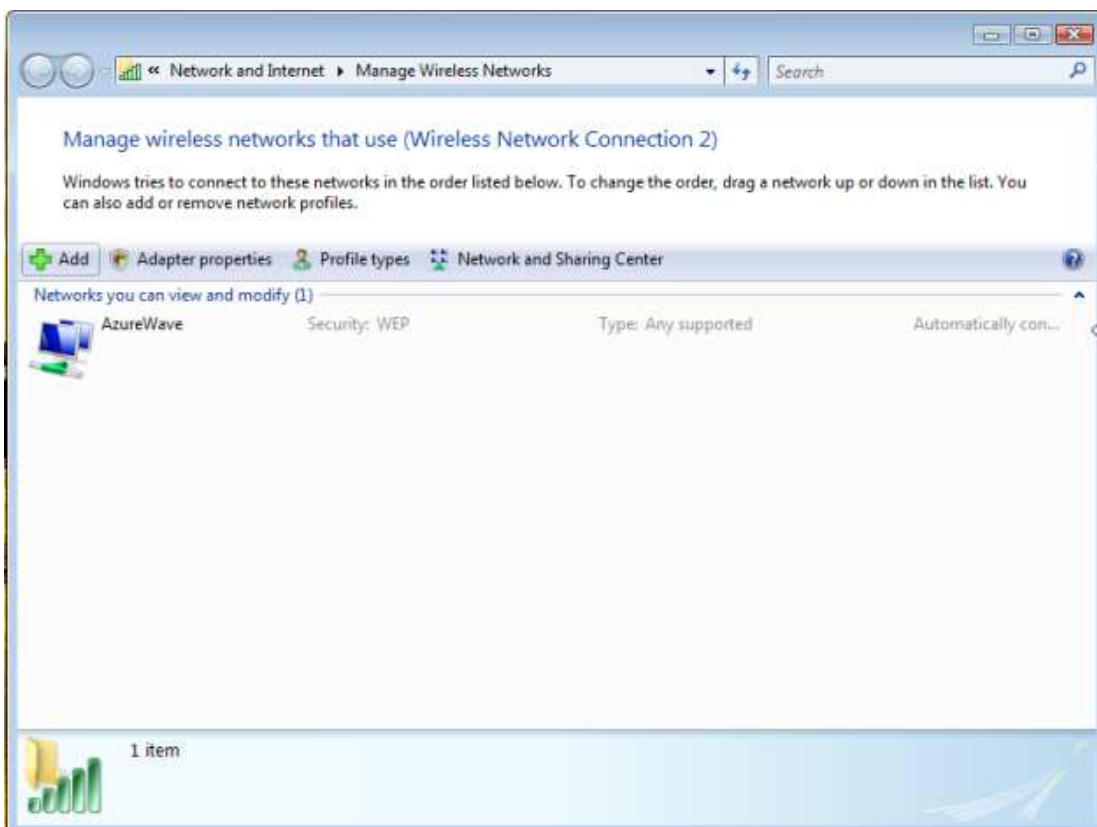 « Network and Internet ▸ Manage Wireless Networks
Search
Manage wireless networks that use (Wireless Network Connection 2)
Windows tries to connect to these networks in the order listed below. To change the order, drag a network up or down in the list. You
can also add or remove network profiles.
Add Adapter properties Profile types Network and Sharing Center
Networks you can view and modify (1)
AzureWave Security: WEP Type: Any supported Automatically con...
1 item